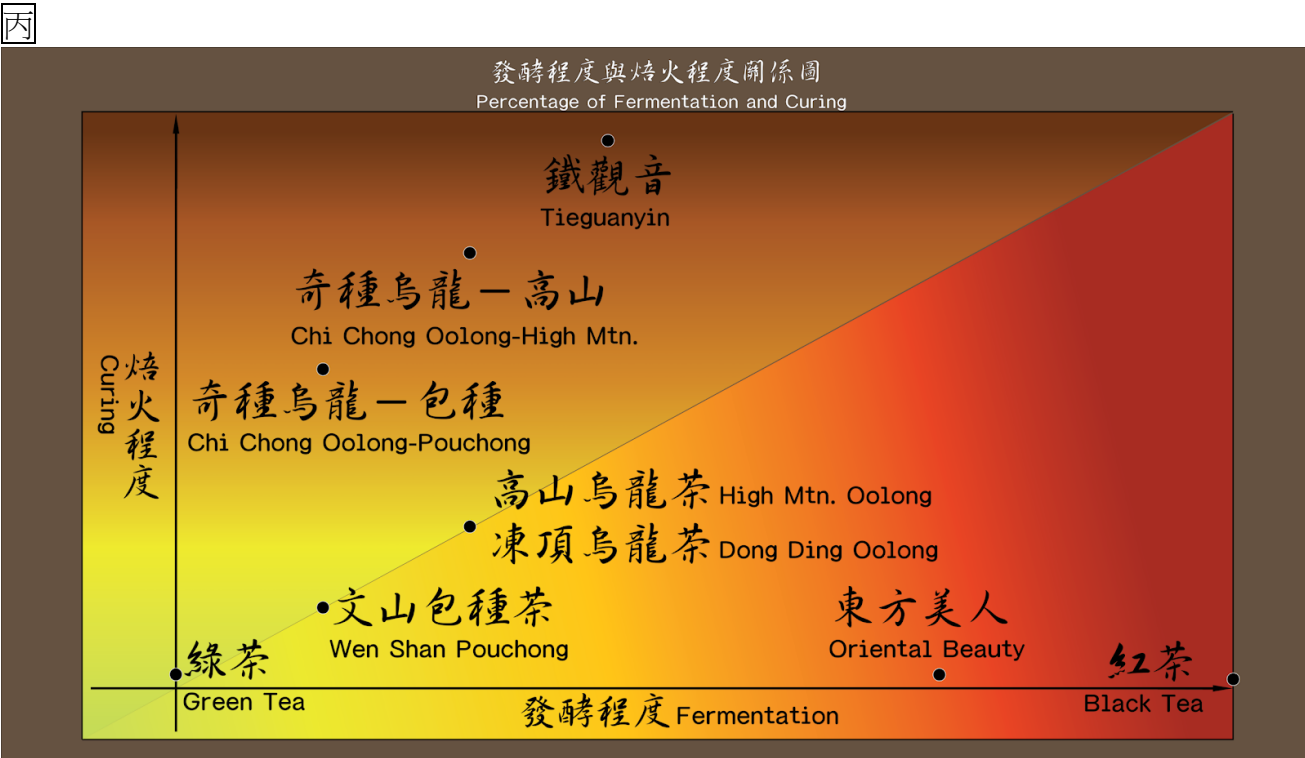 丙
發酵程度與焙火程度關係圖
Percentage of Fermentation and Curing
鐵觀音
Tieguanyin
奇種烏龍－高山
Chi Chong Oolong-High Mtn.
焙火程度
Curing
奇種烏龍－包種
Chi Chong Oolong-Pouchong
高山烏龍茶 High Mtn. Oolong
凍頂烏龍茶 Dong Ding Oolong
文山包種茶
Wen Shan Pouchong
東方美人
Oriental Beauty
綠茶
Green Tea
紅茶
Black Tea
發酵程度 Fermentation